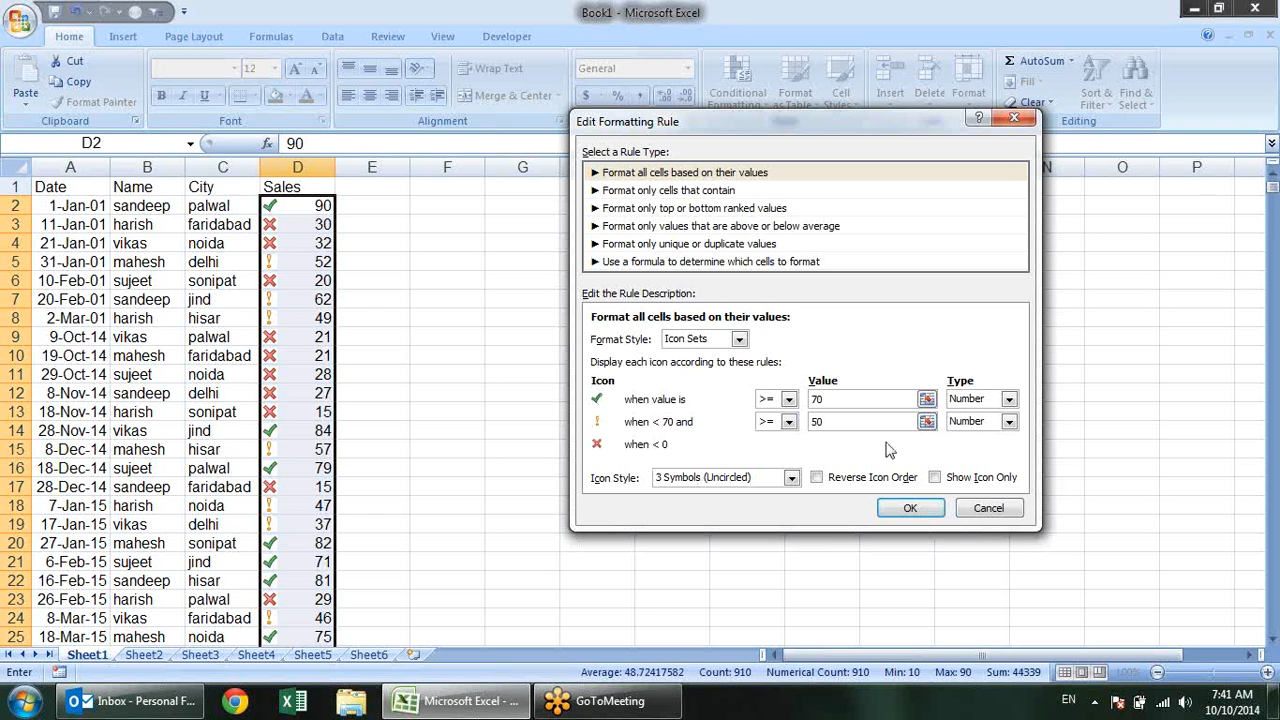 Book1 - Microsoft Excel
Home Insert Page Layout Formulas Data Review View Developer
Paste
Cut
Copy
Format Painter
Clipboard
12
B I U
Font
Wrap Text
Merge & Center
Alignment
General
$ % ,
Conditional
Format
Cell
Insert Delete Format
AutoSum
Fill
Clear
Sort &
Find &
Filter
Select
Editing
D2
fx
90
A B C D E F G N O P
1 Date Name City Sales
2 1-Jan-01 sandeep palwal 90
3 11-Jan-01 harish faridabad 30
4 21-Jan-01 vikas noida 32
5 31-Jan-01 mahesh delhi 52
6 10-Feb-01 sujeet sonipat 20
7 20-Feb-01 sandeep jind 62
8 2-Mar-01 harish hisar 49
9 9-Oct-14 vikas palwal 21
10 19-Oct-14 mahesh faridabad 21
11 29-Oct-14 sujeet noida 28
12 8-Nov-14 sandeep delhi 27
13 18-Nov-14 harish sonipat 15
14 28-Nov-14 vikas jind 84
15 8-Dec-14 mahesh hisar 57
16 18-Dec-14 sujeet palwal 79
17 28-Dec-14 sandeep faridabad 15
18 7-Jan-15 harish noida 47
19 17-Jan-15 vikas delhi 37
20 27-Jan-15 mahesh sonipat 82
21 6-Feb-15 sujeet jind 71
22 16-Feb-15 sandeep hisar 81
23 26-Feb-15 harish palwal 29
24 8-Mar-15 vikas faridabad 46
25 18-Mar-15 mahesh noida 75
Edit Formatting Rule
Select a Rule Type:
► Format all cells based on their values
► Format only cells that contain
► Format only top or bottom ranked values
► Format only values that are above or below average
► Format only unique or duplicate values
► Use a formula to determine which cells to format
Edit the Rule Description:
Format all cells based on their values:
Format Style: Icon Sets
Display each icon according to these rules:
Icon Value Type
when value is >= 70 Number
when < 70 and >= 50 Number
when < 0
Icon Style: 3 Symbols (Uncircled) Reverse Icon Order Show Icon Only
OK Cancel
Sheet1 Sheet2 Sheet3 Sheet4 Sheet5 Sheet6
Enter Average: 48.72417582 Count: 910 Numerical Count: 910 Min: 10 Max: 90 Sum: 44339 100%
Inbox - Personal F... Microsoft Excel - ... GoToMeeting EN 7:41 AM
10/10/2014